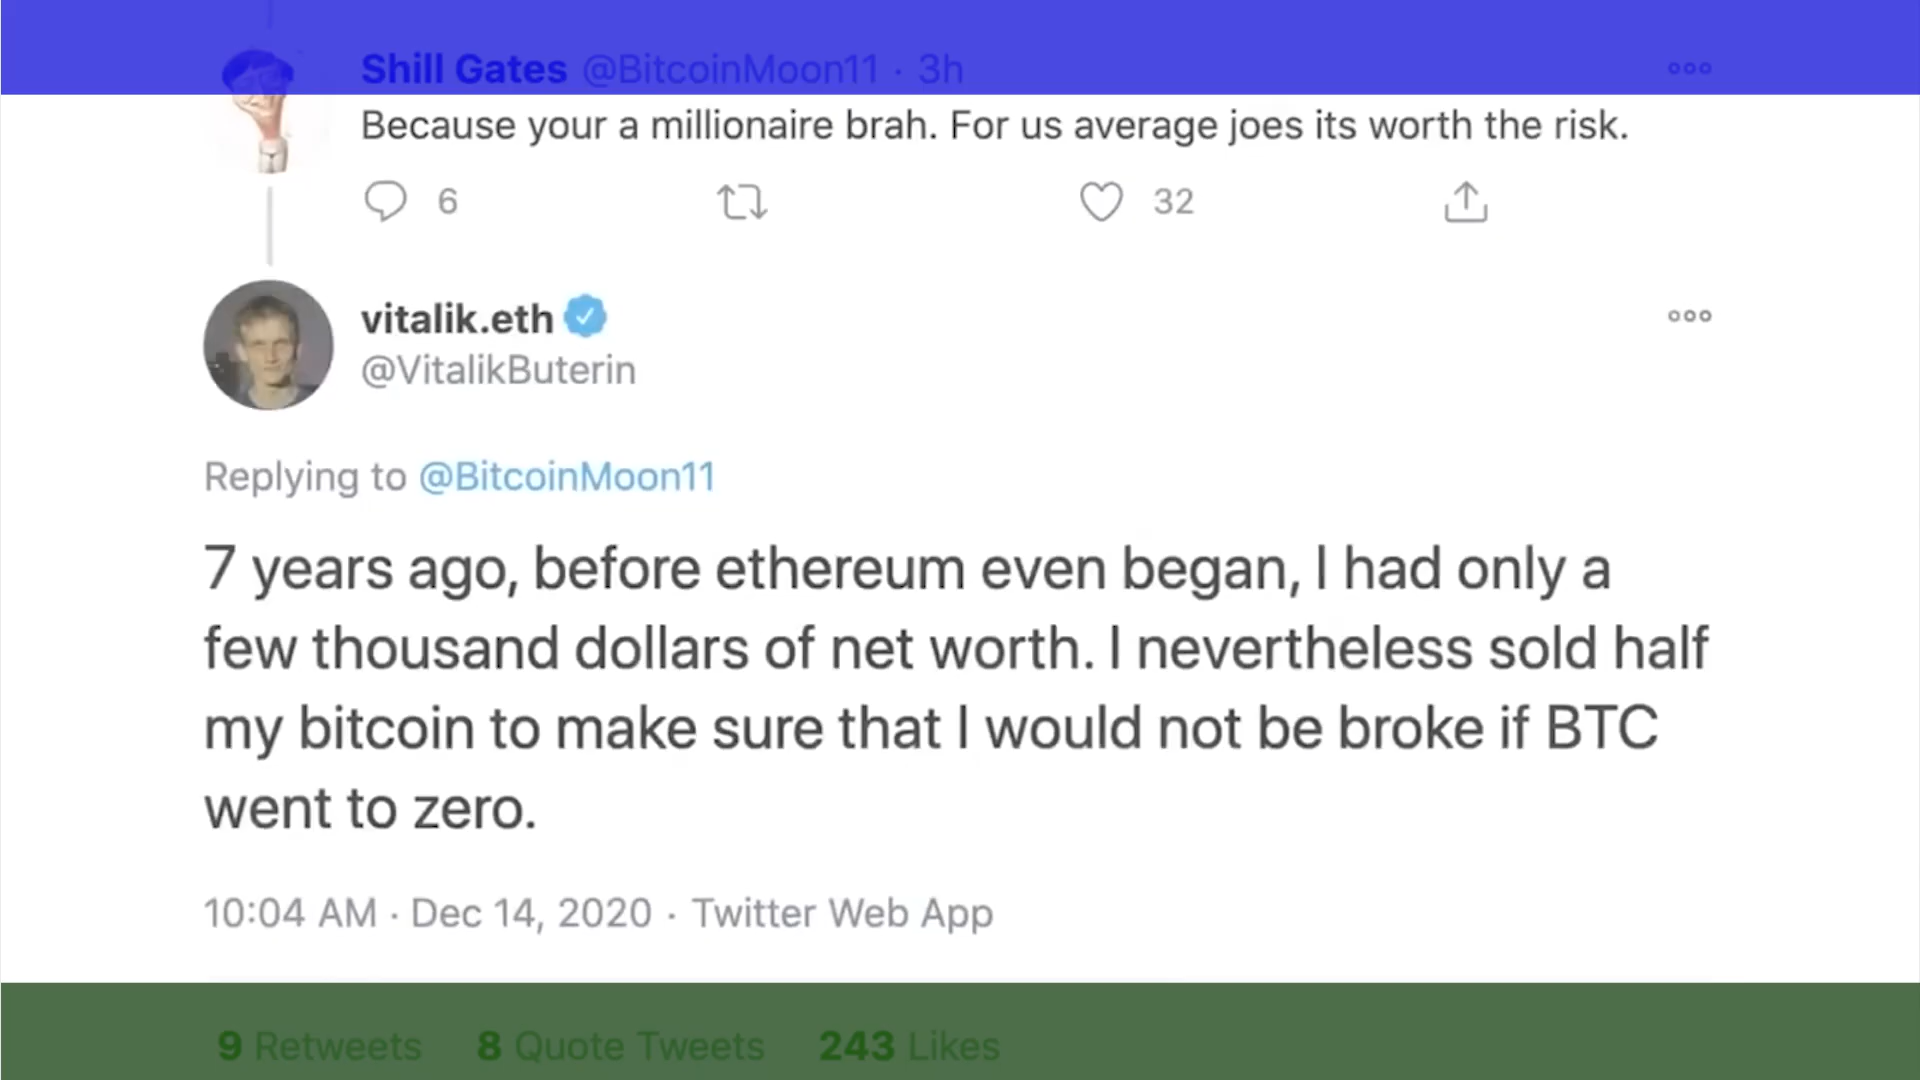 Shill Gates @BitcoinMoon11 · 3h
Because your a millionaire brah. For us average joes its worth the risk.
6 32
vitalik.eth
@VitalikButerin
Replying to @BitcoinMoon11
7 years ago, before ethereum even began, I had only a
few thousand dollars of net worth. I nevertheless sold half
my bitcoin to make sure that I would not be broke if BTC
went to zero.
10:04 AM · Dec 14, 2020 · Twitter Web App
9 Retweets 8 Quote Tweets 243 Likes